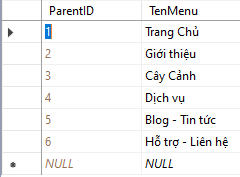 ParentID TenMenu
1 Trang Chủ
2 Giới thiệu
3 Cây Cảnh
4 Dịch vụ
5 Blog - Tin tức
6 Hỗ trợ - Liên hệ
NULL NULL